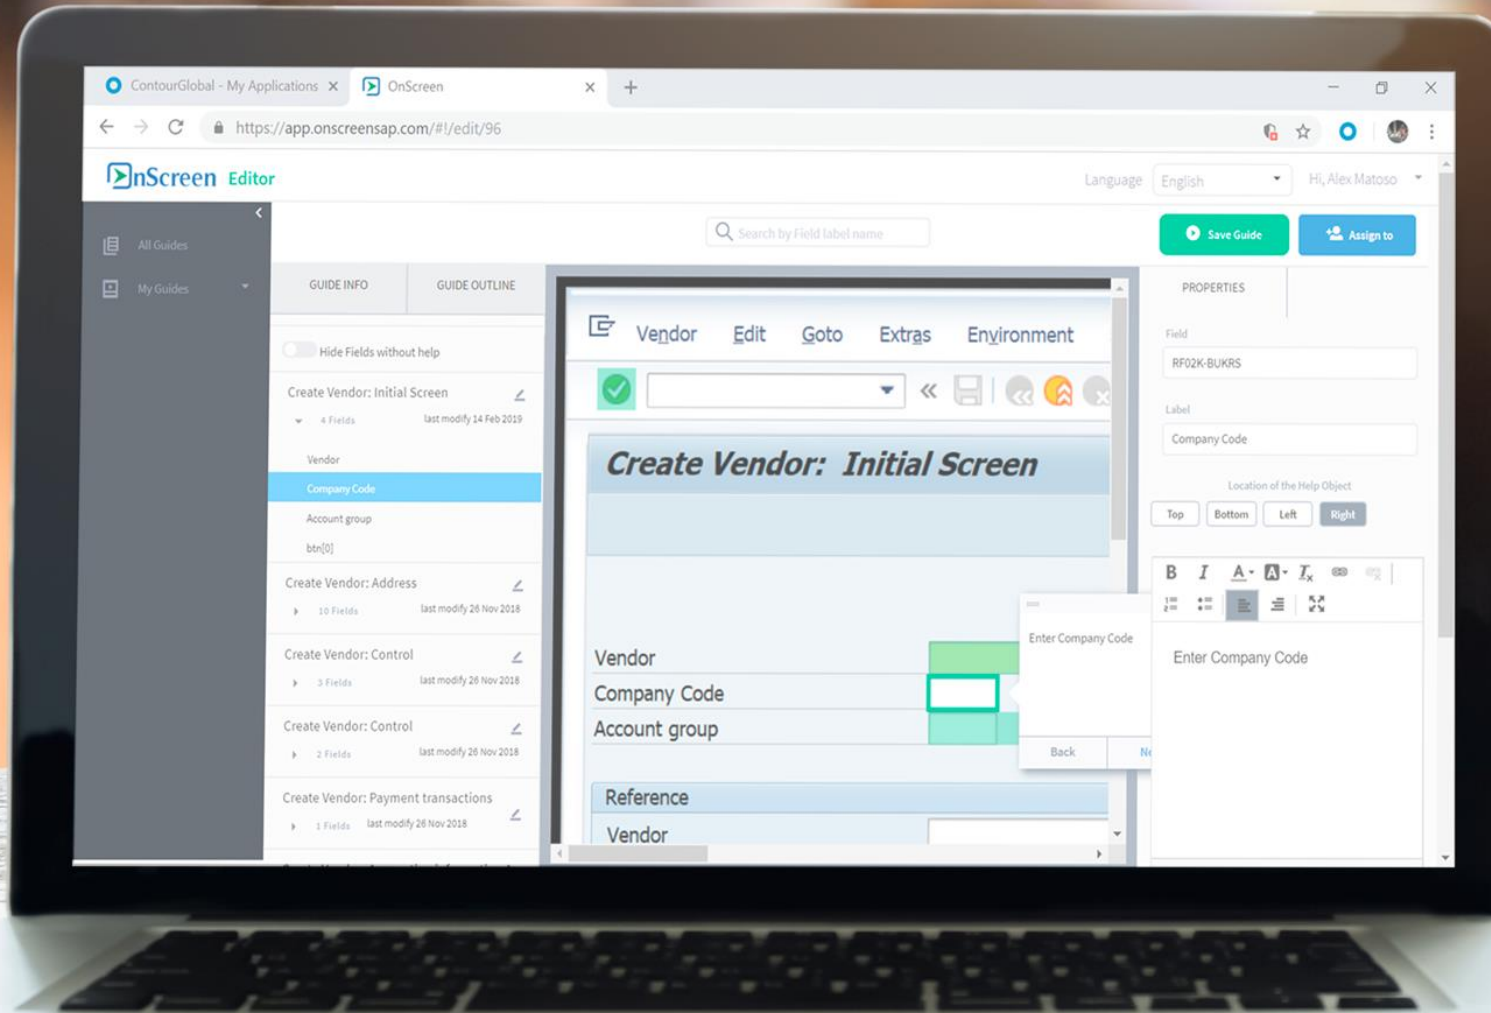 ContourGlobal - My Applications
OnScreen
https://app.onscreensap.com/#!/edit/96
OnScreen Editor
Language
English
Hi, Alex Matoso
All Guides
My Guides
Search by Field label name
Save Guide
Assign to
GUIDE INFO
GUIDE OUTLINE
Hide Fields without help
Create Vendor: Initial Screen
4 Fields
last modify 14 Feb 2019
Vendor
Company Code
Account group
btn[0]
Create Vendor: Address
10 Fields
last modify 26 Nov 2018
Create Vendor: Control
3 Fields
last modify 26 Nov 2018
Create Vendor: Control
2 Fields
last modify 26 Nov 2018
Create Vendor: Payment transactions
1 Fields
last modify 26 Nov 2018
Vendor Edit Goto Extras Environment
Create Vendor: Initial Screen
Vendor
Company Code
Account group
Reference
Vendor
Enter Company Code
Back
PROPERTIES
Field
RF02K-BUKRS
Label
Company Code
Location of the Help Object
Top
Bottom
Left
Right
Enter Company Code